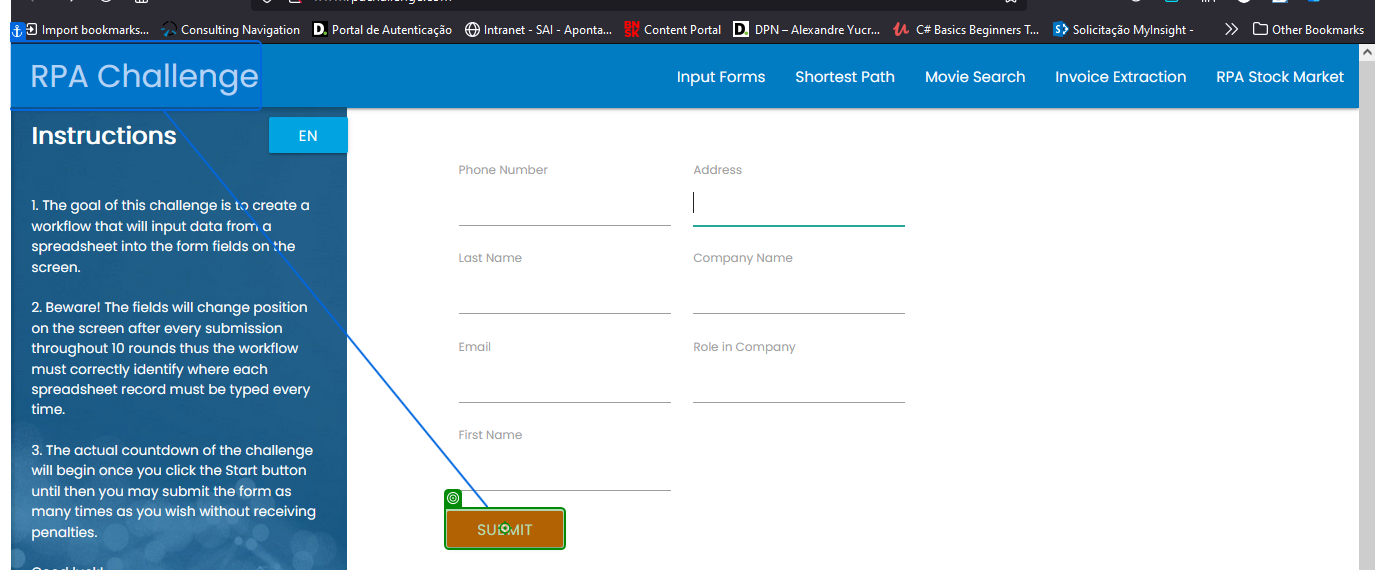 Import bookmarks...
Consulting Navigation
Portal de Autenticação
Intranet - SAI - Aponta...
Content Portal
DPN – Alexandre Yucr...
C# Basics Beginners T...
Solicitação MyInsight -
Other Bookmarks
RPA Challenge
Input Forms
Shortest Path
Movie Search
Invoice Extraction
RPA Stock Market
Instructions
EN
1. The goal of this challenge is to create a
workflow that will input data from a
spreadsheet into the form fields on the
screen.
2. Beware! The fields will change position
on the screen after every submission
throughout 10 rounds thus the workflow
must correctly identify where each
spreadsheet record must be typed every
time.
3. The actual countdown of the challenge
will begin once you click the Start button
until then you may submit the form as
many times as you wish without receiving
penalties.
Good luck!
Phone Number
Address
Last Name
Company Name
Email
Role in Company
First Name
SUBMIT